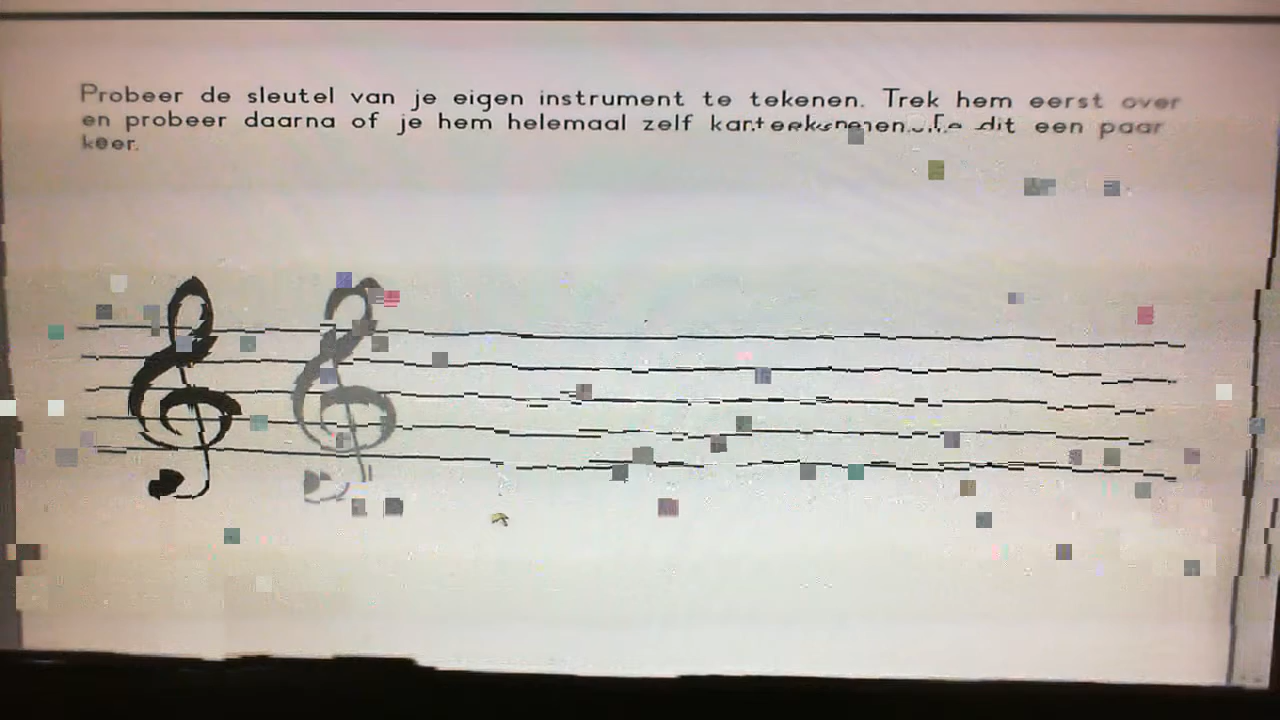 Probeer de sleutel van je eigen instrument te tekenen. Trek hem eerst over
en probeer daarna of je hem helemaal zelf dit een paar
keer.